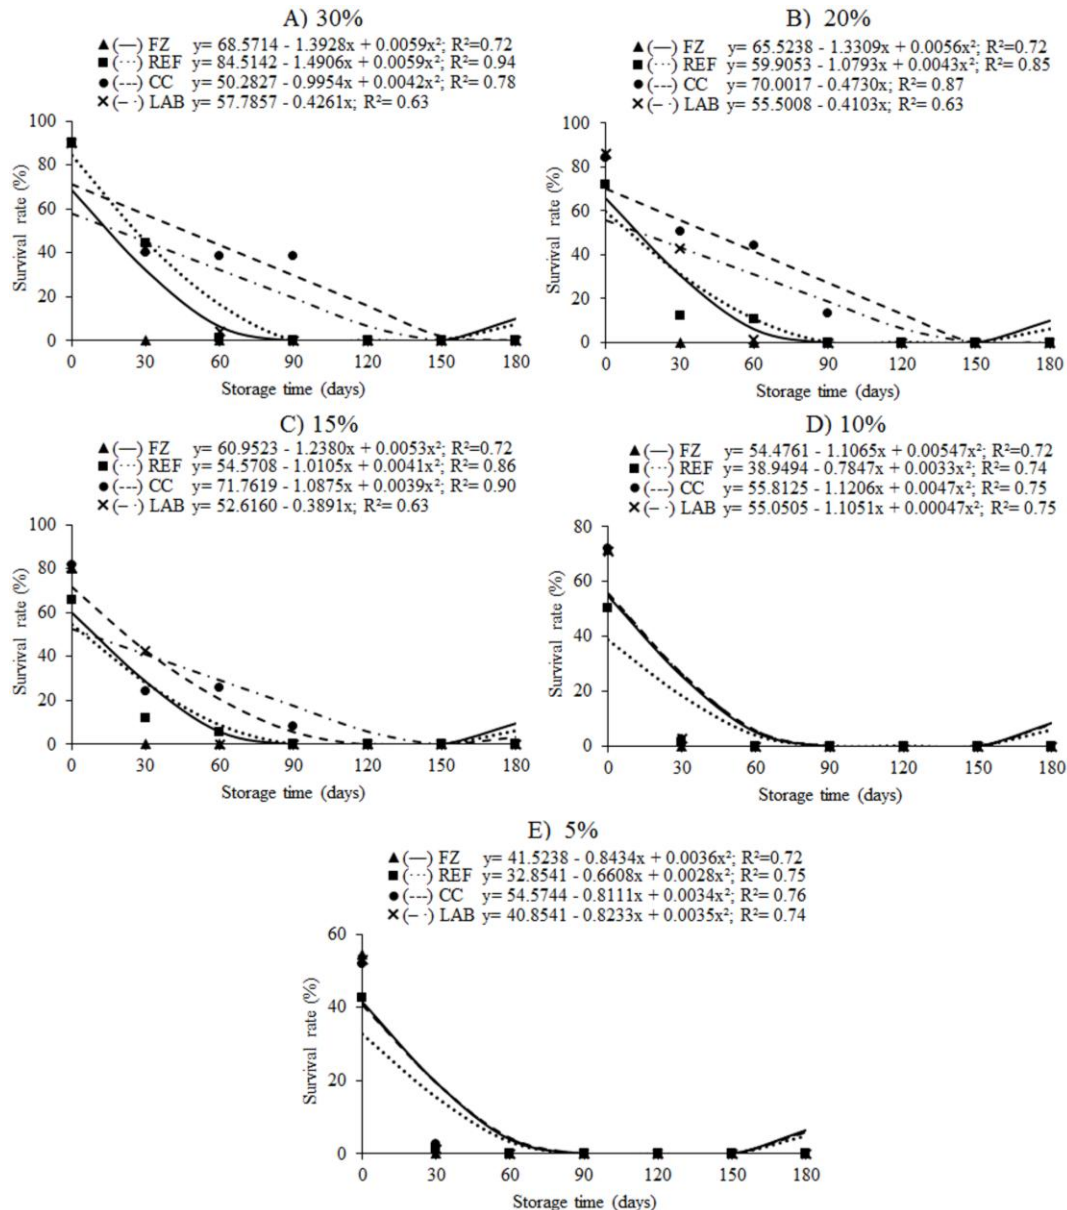 A) 30%
▲(—) FZ y= 68.5714 - 1.3928x + 0.0059x²; R²=0.72
■(···) REF y= 84.5142 - 1.4906x + 0.0059x²; R²= 0.94
●(---) CC y= 50.2827 -0.9954x + 0.0042x²; R²= 0.78
×(– ·) LAB y= 57.7857 -0.4261x; R²= 0.63
100
80
60
40
20
0
Survival rate (%)
0 30 60 90 120 150 180
Storage time (days)
B) 20%
▲(—) FZ y= 65.5238 - 1.3309x + 0.0056x²; R²=0.72
■(···) REF y= 59.9053 -1.0793x + 0.0043x²; R²= 0.85
●(---) CC y= 70.0017 -0.4730x; R²= 0.87
×(– ·) LAB y= 55.5008 -0.4103x; R²= 0.63
100
80
60
40
20
0
Survival rate (%)
0 30 60 90 120 150 180
Storage time (days)
C) 15%
▲(—) FZ y= 60.9523 - 1.2380x + 0.0053x²; R²=0.72
■(···) REF y= 54.5708 - 1.0105x + 0.0041x²; R²= 0.86
●(---) CC y= 71.7619 -1.0875x + 0.0039x²; R²= 0.90
×(– ·) LAB y= 52.6160 -0.3891x; R²= 0.63
100
80
60
40
20
0
Survival rate (%)
0 30 60 90 120 150 180
Storage time (days)
D) 10%
▲(—) FZ y= 54.4761 - 1.1065x + 0.00547x²; R²=0.72
■(···) REF y= 38.9494 -0.7847x + 0.0033x²; R²= 0.74
●(---) CC y= 55.8125 -1.1206x + 0.0047x²; R²= 0.75
×(– ·) LAB y= 55.0505 - 1.1051x + 0.00047x²; R²= 0.75
80
60
40
20
0
Survival rate (%)
0 30 60 90 120 150 180
Storage time (days)
E) 5%
▲(—) FZ y= 41.5238 -0.8434x + 0.0036x²; R²=0.72
■(···) REF y= 32.8541 -0.6608x + 0.0028x²; R²= 0.75
●(---) CC y= 54.5744 -0.8111x + 0.0034x²; R²= 0.76
×(– ·) LAB y= 40.8541 -0.8233x + 0.0035x²; R²= 0.74
60
40
20
0
Survival rate (%)
0 30 60 90 120 150 180
Storage time (days)